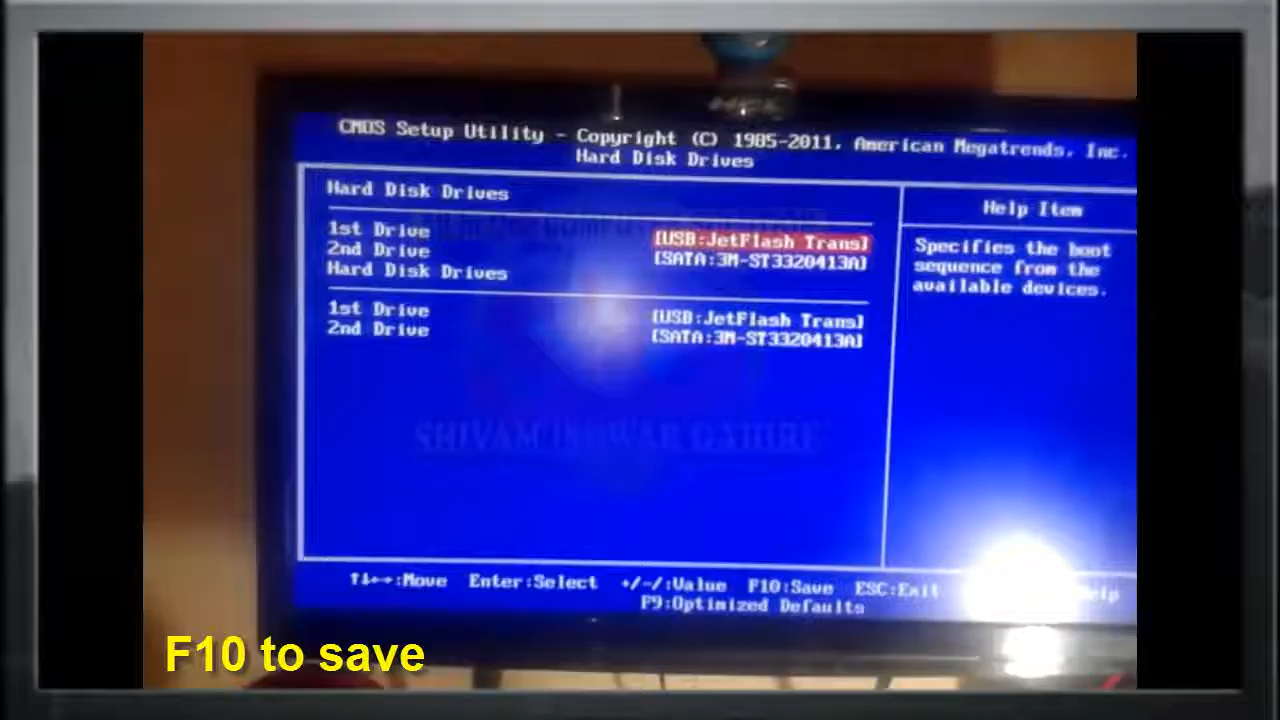 CMOS Setup Utility - Copyright (C) 1985-2011, American Megatrends, Inc.
Hard Disk Drives
Hard Disk Drives
1st Drive [USB:JetFlash Trans]
2nd Drive [SATA:3M-ST3320413A]
Hard Disk Drives
1st Drive [USB:JetFlash Trans]
2nd Drive [SATA:3M-ST3320413A]
Help Item
Specifies the boot
sequence from the
available devices.
↑↓←→:Move Enter:Select +/-/:Value F10:Save ESC:Exit
F9:Optimized Defaults
F10 to save